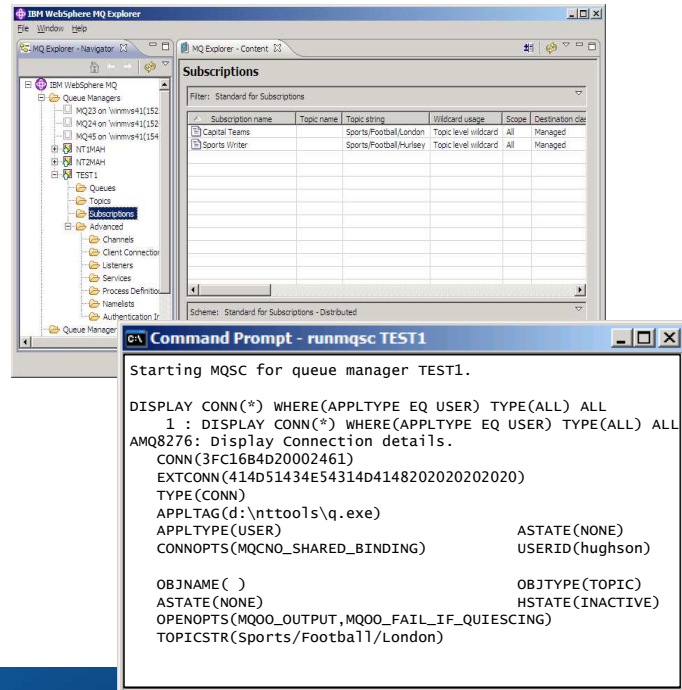 IBM WebSphere MQ Explorer
File Window Help
MQ Explorer - Navigator
IBM WebSphere MQ
Queue Managers
MQ23 on 'winmvs41(152
MQ24 on 'winmvs41(152
MQ45 on 'winmvs41(154
NT1MAH
NT2MAH
TEST1
Queues
Topics
Subscriptions
Advanced
Channels
Client Connection
Listeners
Services
Process Definition
Namelists
Authentication In
Queue Manager
MQ Explorer - Content
Subscriptions
Filter: Standard for Subscriptions
Subscription name Topic name Topic string Wildcard usage Scope Destination clas
Capital Teams Sports/Football/London Topic level wildcard All Managed
Sports Writer Sports/Football/Hursley Topic level wildcard All Managed
Scheme: Standard for Subscriptions - Distributed
Command Prompt - runmqsc TEST1
Starting MQSC for queue manager TEST1.
DISPLAY CONN(*) WHERE(APPLTYPE EQ USER) TYPE(ALL) ALL
1 : DISPLAY CONN(*) WHERE(APPLTYPE EQ USER) TYPE(ALL) ALL
AMQ8276: Display Connection details.
CONN(3FC16B4D20002461)
EXTCONN(414D51434E54314D4148202020202020)
TYPE(CONN)
APPLTAG(d:\nttools\q.exe)
APPLTYPE(USER) ASTATE(NONE)
CONNOPTS(MQCNO_SHARED_BINDING) USERID(hughson)
OBJNAME( ) OBJTYPE(TOPIC)
ASTATE(NONE) HSTATE(INACTIVE)
OPENOPTS(MQOO_OUTPUT,MQOO_FAIL_IF_QUIESCING)
TOPICSTR(Sports/Football/London)